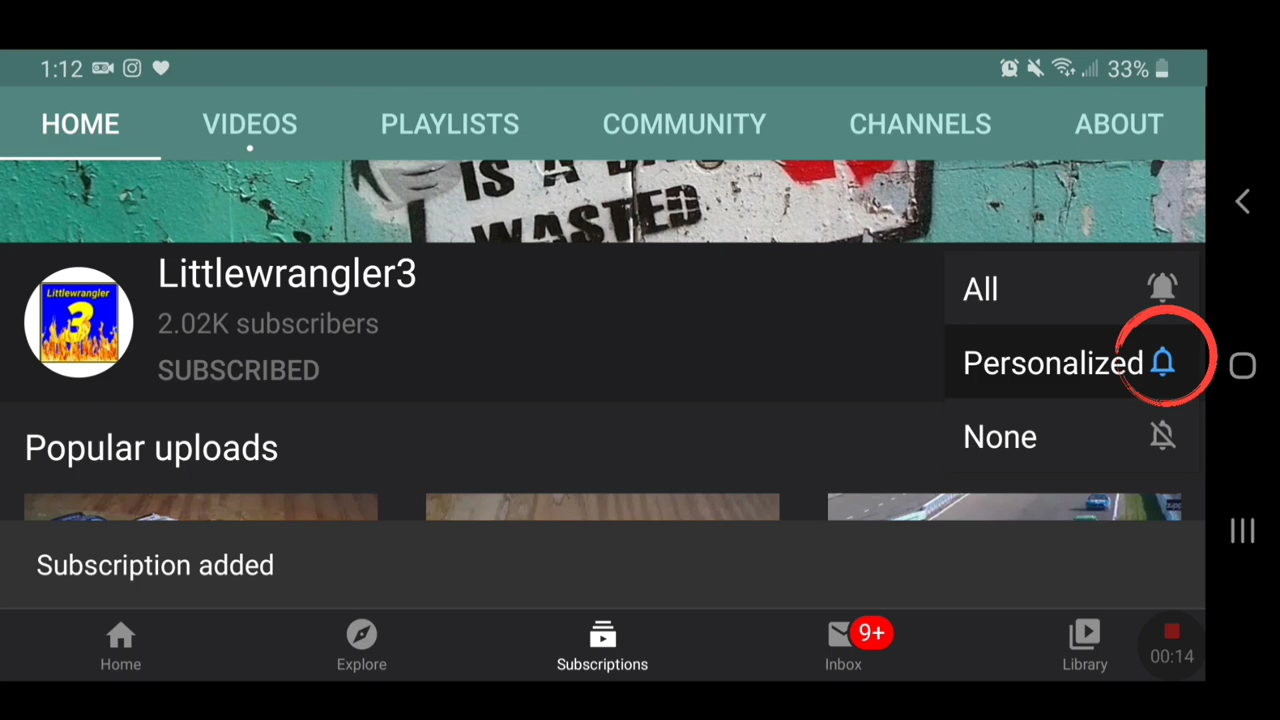 1:12 33%
HOME VIDEOS PLAYLISTS COMMUNITY CHANNELS ABOUT
IS A
WASTED
Littlewrangler
3
Littlewrangler3
2.02K subscribers
SUBSCRIBED
All
Personalized
None
Popular uploads
Subscription added
Home Explore Subscriptions Inbox 9+ Library
00:14